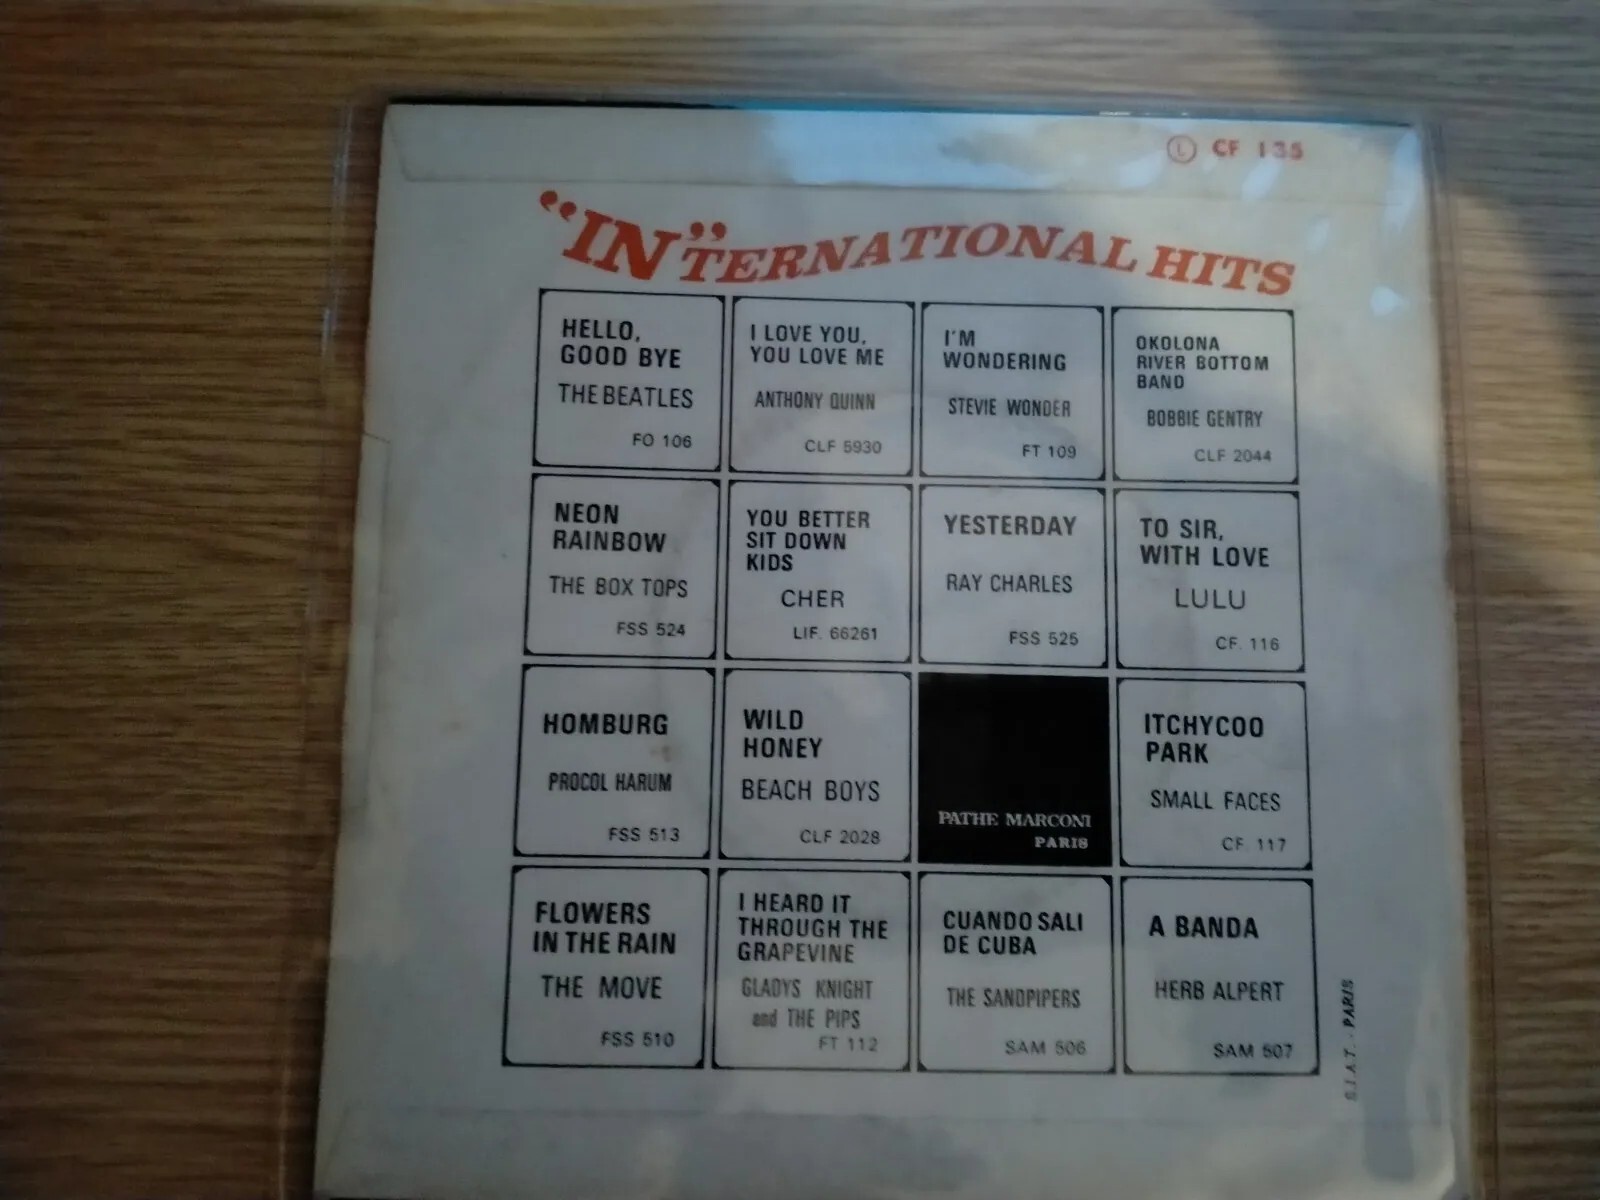 Ⓛ CF 135
“IN”TERNATIONAL HITS
HELLO,
GOOD BYE
THE BEATLES
FO 106
I LOVE YOU,
YOU LOVE ME
ANTHONY QUINN
CLF 5930
I'M
WONDERING
STEVIE WONDER
FT 109
OKOLONA
RIVER BOTTOM
BAND
BOBBIE GENTRY
CLF 2044
NEON
RAINBOW
THE BOX TOPS
FSS 524
YOU BETTER
SIT DOWN
KIDS
CHER
LIF. 66261
YESTERDAY
RAY CHARLES
FSS 525
TO SIR,
WITH LOVE
LULU
CF. 116
HOMBURG
PROCOL HARUM
FSS 513
WILD
HONEY
BEACH BOYS
CLF 2028
PATHE MARCONI
PARIS
ITCHYCOO
PARK
SMALL FACES
CF. 117
FLOWERS
IN THE RAIN
THE MOVE
FSS 510
I HEARD IT
THROUGH THE
GRAPEVINE
GLADYS KNIGHT
and THE PIPS
FT 112
CUANDO SALI
DE CUBA
THE SANDPIPERS
SAM 506
A BANDA
HERB ALPERT
SAM 507
S.I.A.T. - PARIS